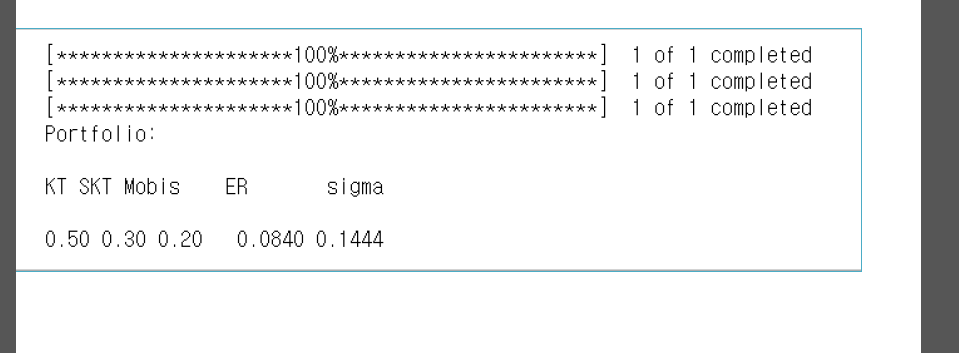 [*********************100%***********************]  1 of 1 completed
[*********************100%***********************]  1 of 1 completed
[*********************100%***********************]  1 of 1 completed
Portfolio:
KT SKT Mobis    ER       sigma
0.50 0.30 0.20   0.0840 0.1444